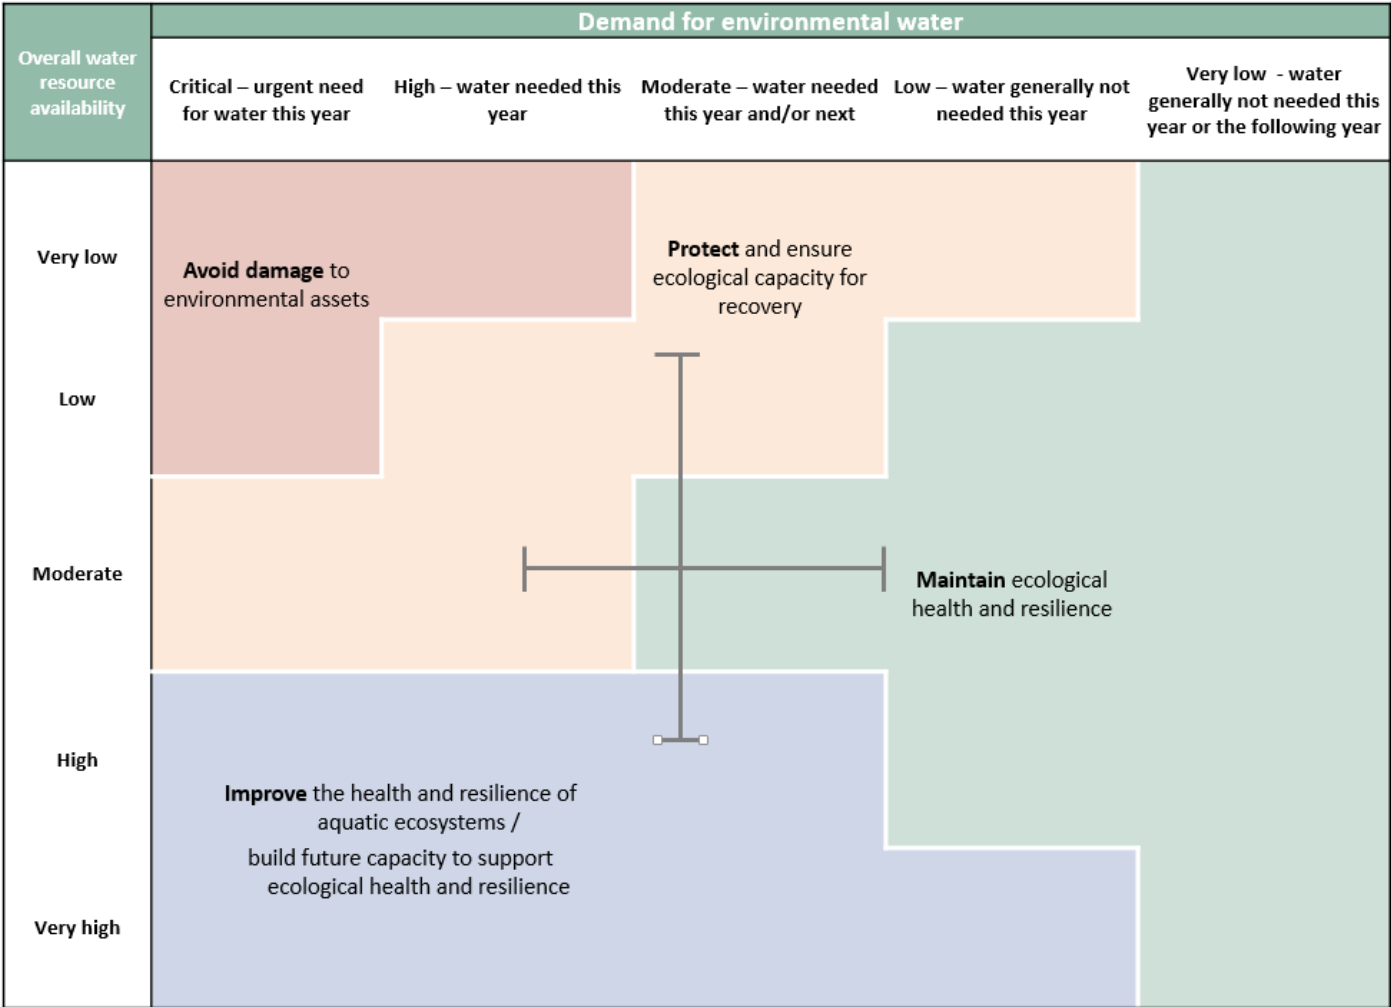 Demand for environmental water
Overall water
resource
availability
Critical – urgent need
for water this year
High – water needed this
year
Moderate – water needed
this year and/or next
Low – water generally not
needed this year
Very low  - water
generally not needed this
year or the following year
Very low
Avoid damage to
environmental assets
Protect and ensure
ecological capacity for
recovery
Low
Moderate
Maintain ecological
health and resilience
High
Improve the health and resilience of
aquatic ecosystems /
build future capacity to support
ecological health and resilience
Very high